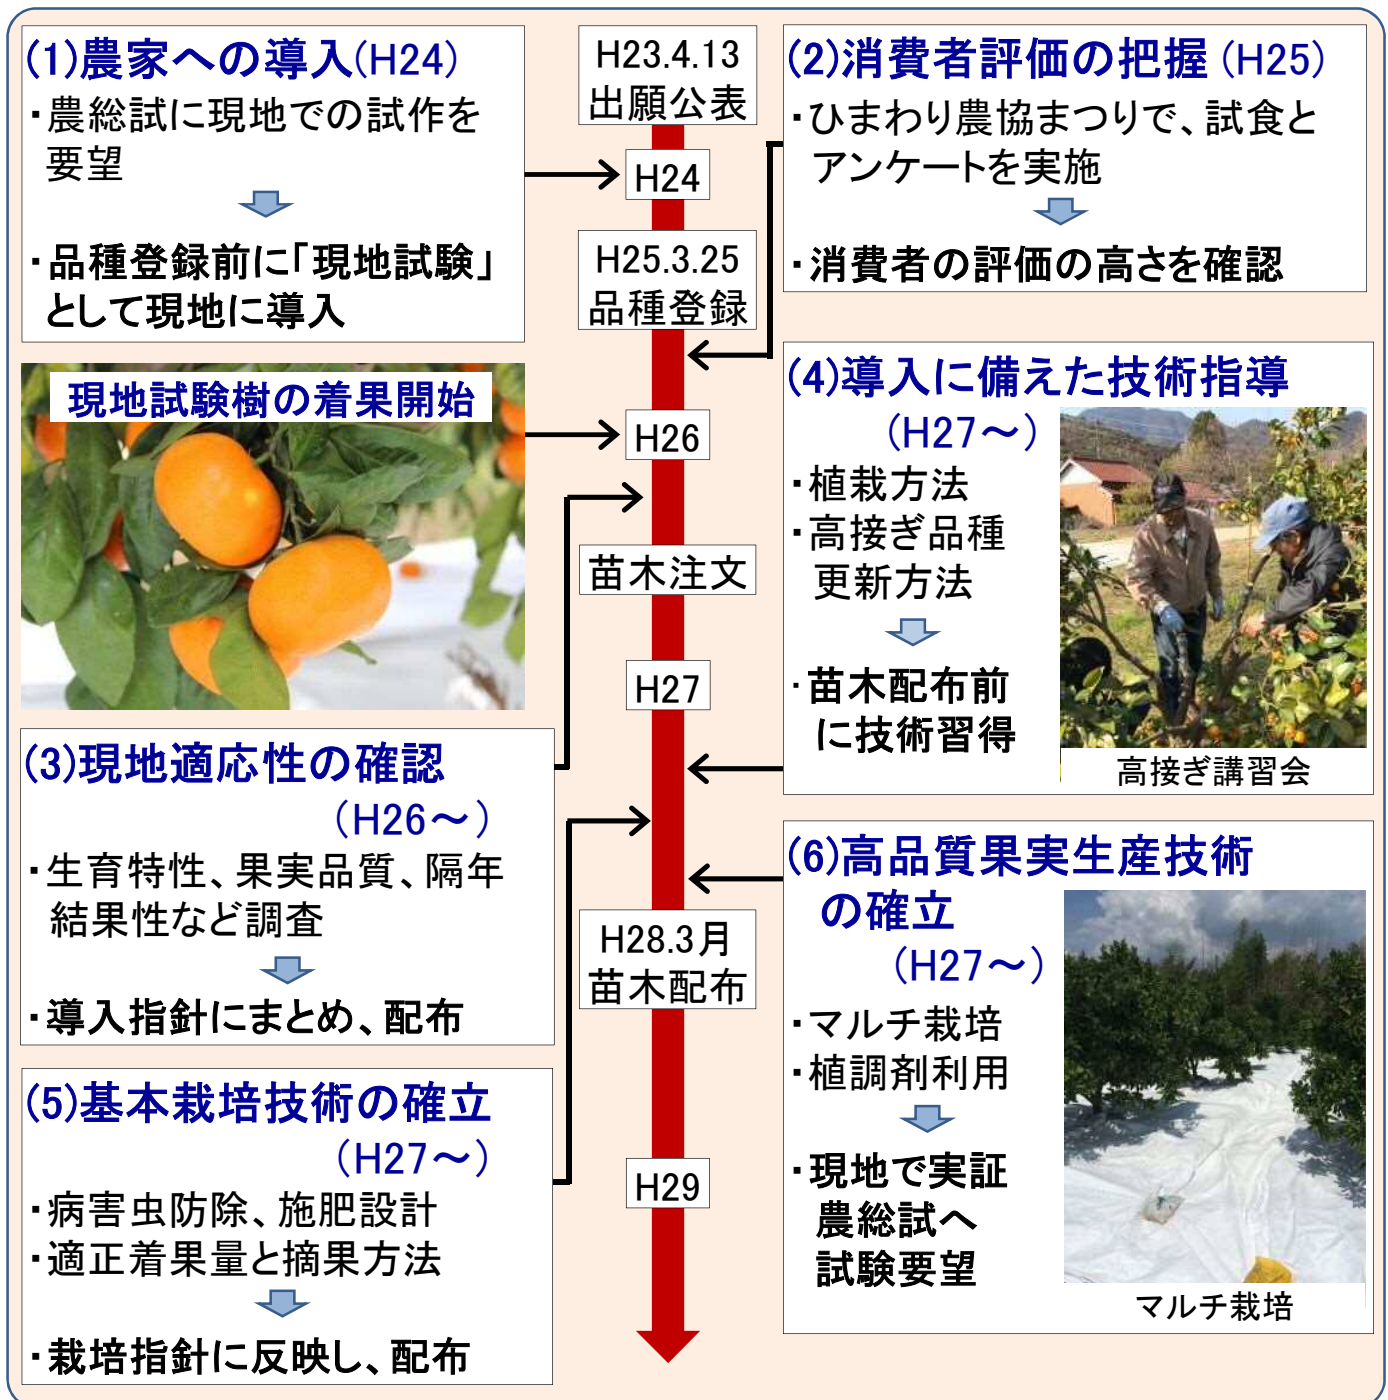 (1)農家への導入(H24)
・農総試に現地での試作を
要望
・品種登録前に「現地試験」
として現地に導入
H23.4.13
出願公表
H24
H25.3.25
品種登録
(2)消費者評価の把握(H25)
・ひまわり農協まつりで、試食と
アンケートを実施
・消費者の評価の高さを確認
現地試験樹の着果開始
H26
苗木注文
H27
(4)導入に備えた技術指導
(H27～)
・植栽方法
・高接ぎ品種
更新方法
・苗木配布前
に技術習得
高接ぎ講習会
(3)現地適応性の確認
(H26～)
・生育特性、果実品質、隔年
結果性など調査
・導入指針にまとめ、配布
H28.3月
苗木配布
(5)基本栽培技術の確立
(H27～)
・病害虫防除、施肥設計
・適正着果量と摘果方法
・栽培指針に反映し、配布
H29
(6)高品質果実生産技術
の確立
(H27～)
・マルチ栽培
・植調剤利用
・現地で実証
農総試へ
試験要望
マルチ栽培